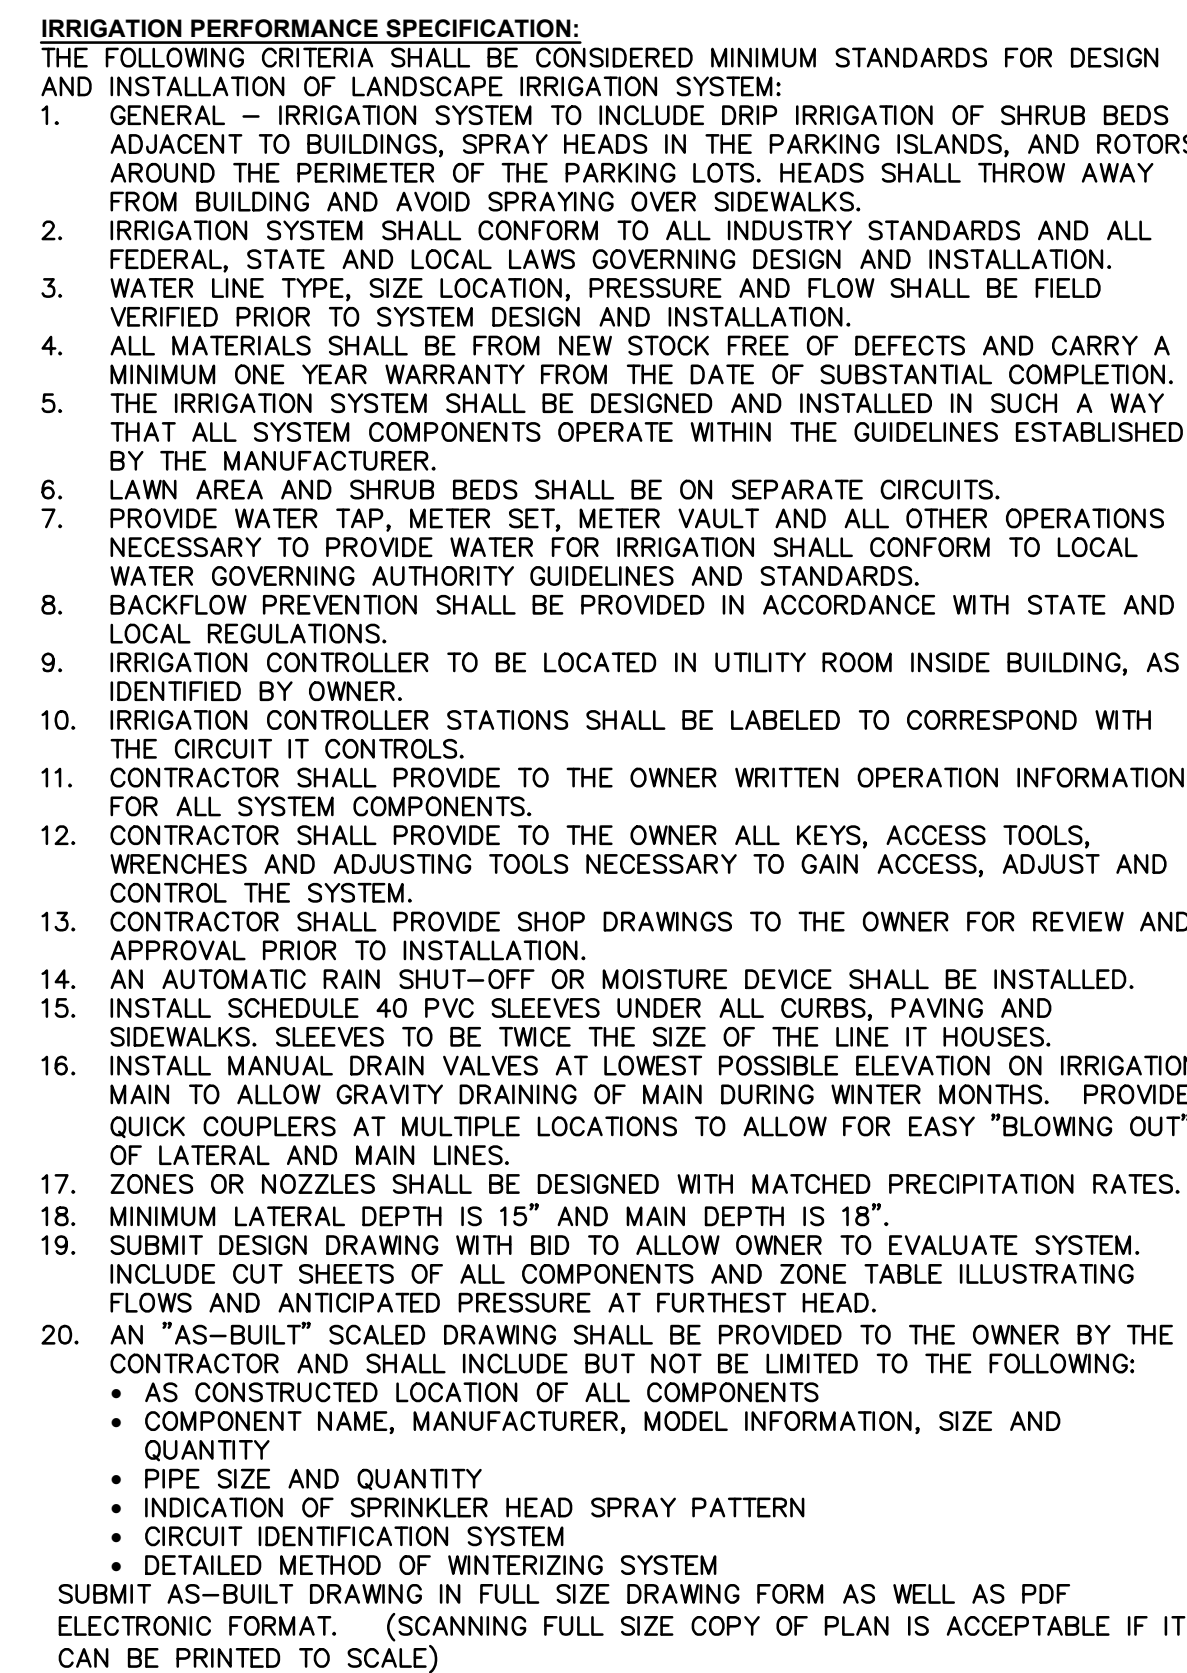 IRRIGATION PERFORMANCE SPECIFICATION:
THE FOLLOWING CRITERIA SHALL BE CONSIDERED MINIMUM STANDARDS FOR DESIGN
AND INSTALLATION OF LANDSCAPE IRRIGATION SYSTEM:
1. GENERAL – IRRIGATION SYSTEM TO INCLUDE DRIP IRRIGATION OF SHRUB BEDS
ADJACENT TO BUILDINGS, SPRAY HEADS IN THE PARKING ISLANDS, AND ROTORS
AROUND THE PERIMETER OF THE PARKING LOTS. HEADS SHALL THROW AWAY
FROM BUILDING AND AVOID SPRAYING OVER SIDEWALKS.
2. IRRIGATION SYSTEM SHALL CONFORM TO ALL INDUSTRY STANDARDS AND ALL
FEDERAL, STATE AND LOCAL LAWS GOVERNING DESIGN AND INSTALLATION.
3. WATER LINE TYPE, SIZE LOCATION, PRESSURE AND FLOW SHALL BE FIELD
VERIFIED PRIOR TO SYSTEM DESIGN AND INSTALLATION.
4. ALL MATERIALS SHALL BE FROM NEW STOCK FREE OF DEFECTS AND CARRY A
MINIMUM ONE YEAR WARRANTY FROM THE DATE OF SUBSTANTIAL COMPLETION.
5. THE IRRIGATION SYSTEM SHALL BE DESIGNED AND INSTALLED IN SUCH A WAY
THAT ALL SYSTEM COMPONENTS OPERATE WITHIN THE GUIDELINES ESTABLISHED
BY THE MANUFACTURER.
6. LAWN AREA AND SHRUB BEDS SHALL BE ON SEPARATE CIRCUITS.
7. PROVIDE WATER TAP, METER SET, METER VAULT AND ALL OTHER OPERATIONS
NECESSARY TO PROVIDE WATER FOR IRRIGATION SHALL CONFORM TO LOCAL
WATER GOVERNING AUTHORITY GUIDELINES AND STANDARDS.
8. BACKFLOW PREVENTION SHALL BE PROVIDED IN ACCORDANCE WITH STATE AND
LOCAL REGULATIONS.
9. IRRIGATION CONTROLLER TO BE LOCATED IN UTILITY ROOM INSIDE BUILDING, AS
IDENTIFIED BY OWNER.
10. IRRIGATION CONTROLLER STATIONS SHALL BE LABELED TO CORRESPOND WITH
THE CIRCUIT IT CONTROLS.
11. CONTRACTOR SHALL PROVIDE TO THE OWNER WRITTEN OPERATION INFORMATION
FOR ALL SYSTEM COMPONENTS.
12. CONTRACTOR SHALL PROVIDE TO THE OWNER ALL KEYS, ACCESS TOOLS,
WRENCHES AND ADJUSTING TOOLS NECESSARY TO GAIN ACCESS, ADJUST AND
CONTROL THE SYSTEM.
13. CONTRACTOR SHALL PROVIDE SHOP DRAWINGS TO THE OWNER FOR REVIEW AND
APPROVAL PRIOR TO INSTALLATION.
14. AN AUTOMATIC RAIN SHUT–OFF OR MOISTURE DEVICE SHALL BE INSTALLED.
15. INSTALL SCHEDULE 40 PVC SLEEVES UNDER ALL CURBS, PAVING AND
SIDEWALKS. SLEEVES TO BE TWICE THE SIZE OF THE LINE IT HOUSES.
16. INSTALL MANUAL DRAIN VALVES AT LOWEST POSSIBLE ELEVATION ON IRRIGATION
MAIN TO ALLOW GRAVITY DRAINING OF MAIN DURING WINTER MONTHS. PROVIDE
QUICK COUPLERS AT MULTIPLE LOCATIONS TO ALLOW FOR EASY "BLOWING OUT"
OF LATERAL AND MAIN LINES.
17. ZONES OR NOZZLES SHALL BE DESIGNED WITH MATCHED PRECIPITATION RATES.
18. MINIMUM LATERAL DEPTH IS 15" AND MAIN DEPTH IS 18".
19. SUBMIT DESIGN DRAWING WITH BID TO ALLOW OWNER TO EVALUATE SYSTEM.
INCLUDE CUT SHEETS OF ALL COMPONENTS AND ZONE TABLE ILLUSTRATING
FLOWS AND ANTICIPATED PRESSURE AT FURTHEST HEAD.
20. AN "AS–BUILT" SCALED DRAWING SHALL BE PROVIDED TO THE OWNER BY THE
CONTRACTOR AND SHALL INCLUDE BUT NOT BE LIMITED TO THE FOLLOWING:
• AS CONSTRUCTED LOCATION OF ALL COMPONENTS
• COMPONENT NAME, MANUFACTURER, MODEL INFORMATION, SIZE AND
QUANTITY
• PIPE SIZE AND QUANTITY
• INDICATION OF SPRINKLER HEAD SPRAY PATTERN
• CIRCUIT IDENTIFICATION SYSTEM
• DETAILED METHOD OF WINTERIZING SYSTEM
SUBMIT AS–BUILT DRAWING IN FULL SIZE DRAWING FORM AS WELL AS PDF
ELECTRONIC FORMAT. (SCANNING FULL SIZE COPY OF PLAN IS ACCEPTABLE IF IT
CAN BE PRINTED TO SCALE)